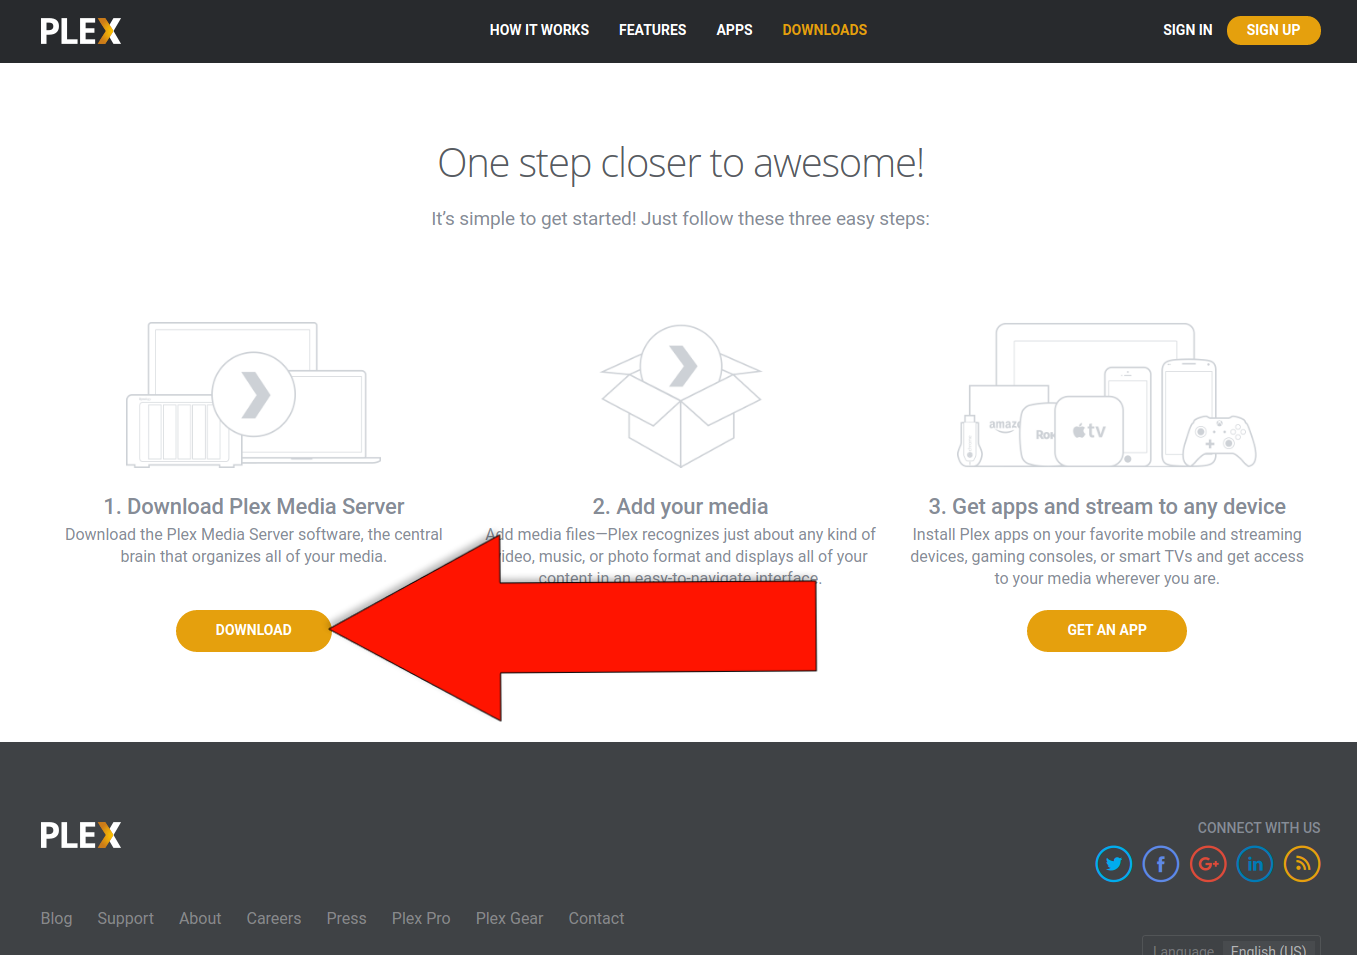 PLEX
HOW IT WORKS FEATURES APPS DOWNLOADS
SIGN IN SIGN UP
One step closer to awesome!
It's simple to get started! Just follow these three easy steps:
amazo
Rok
tv
1. Download Plex Media Server
Download the Plex Media Server software, the central
brain that organizes all of your media.
DOWNLOAD
2. Add your media
Add media files—Plex recognizes just about any kind of
video, music, or photo format and displays all of your
content in an easy-to-navigate interface.
3. Get apps and stream to any device
Install Plex apps on your favorite mobile and streaming
devices, gaming consoles, or smart TVs and get access
to your media wherever you are.
GET AN APP
PLEX
CONNECT WITH US
Blog Support About Careers Press Plex Pro Plex Gear Contact
Language English (US)